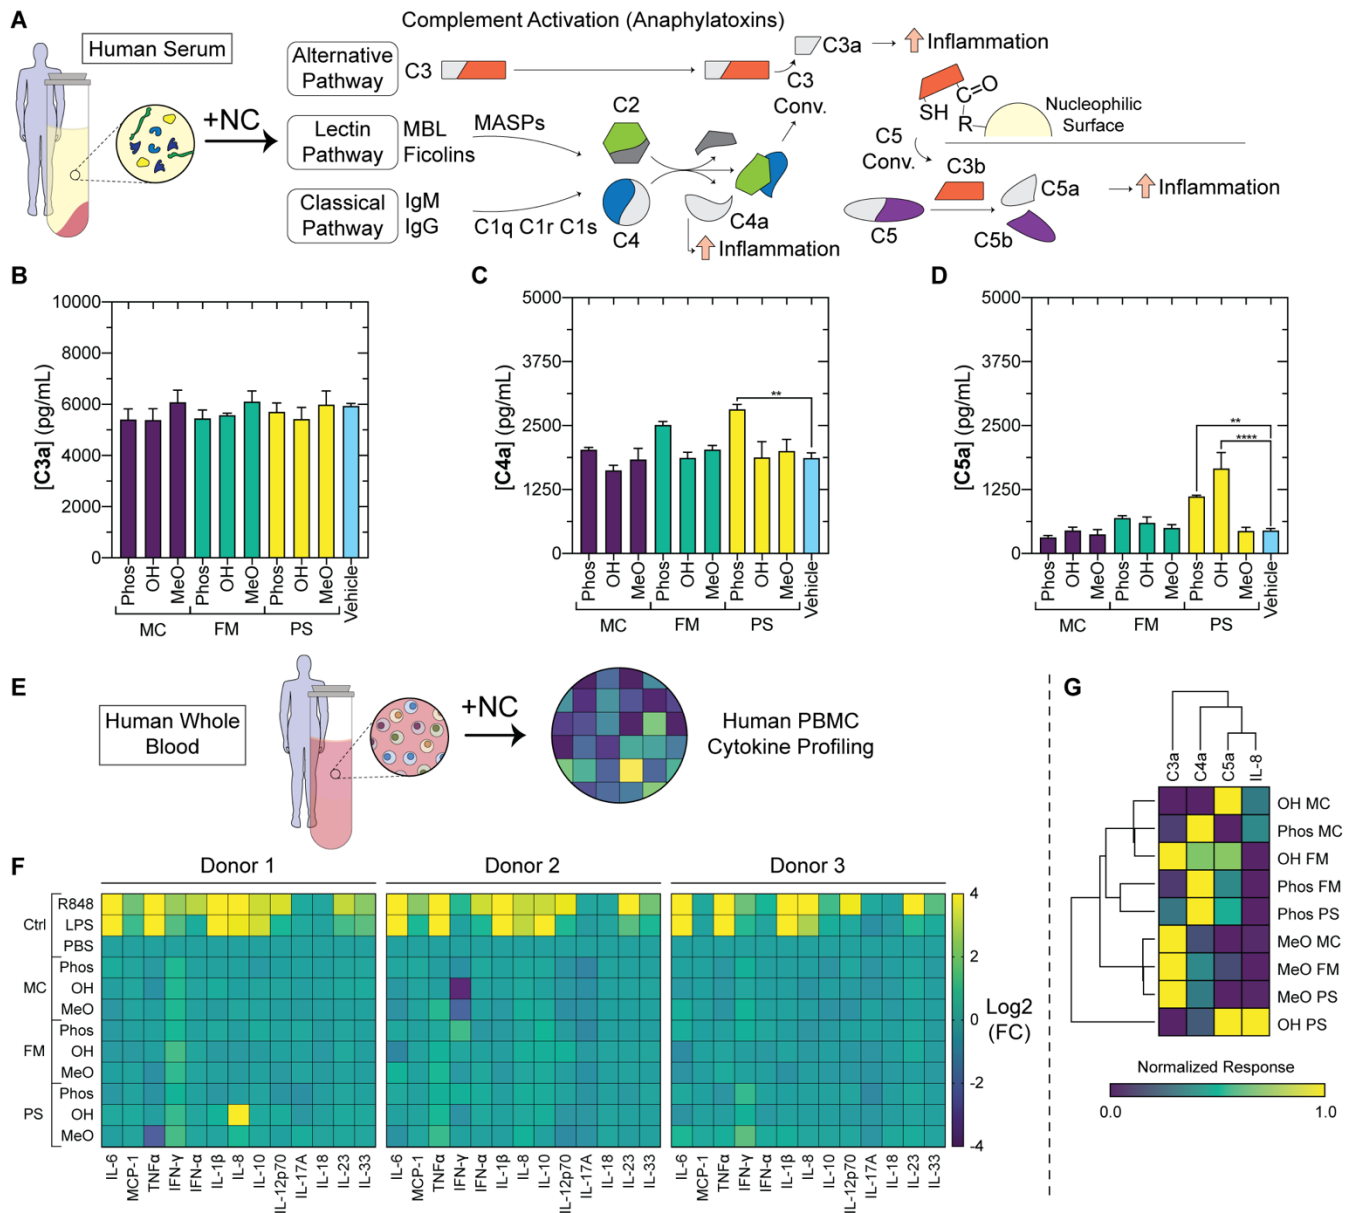 A
Human Serum
+NC
Complement Activation (Anaphylatoxins)
Alternative
Pathway
C3
C3
Conv.
C3a
Inflammation
Lectin
Pathway
MBL
Ficolins
MASPs
C2
Classical
Pathway
IgM
IgG
C1q C1r C1s
C4
C4a
Inflammation
SH
C=O
R
Nucleophilic
Surface
C5
Conv.
C3b
C5
C5a
C5b
Inflammation
B
[C3a] (pg/mL)
10000
8000
6000
4000
2000
0
Phos
OH
MeO
Phos
OH
MeO
Phos
OH
MeO
Vehicle
MC
FM
PS
C
[C4a] (pg/mL)
5000
3750
2500
1250
0
**
Phos
OH
MeO
Phos
OH
MeO
Phos
OH
MeO
Vehicle
MC
FM
PS
D
[C5a] (pg/mL)
5000
3750
2500
1250
0
**
****
Phos
OH
MeO
Phos
OH
MeO
Phos
OH
MeO
Vehicle
MC
FM
PS
E
Human Whole
Blood
+NC
Human PBMC
Cytokine Profiling
F
Donor 1
Donor 2
Donor 3
Ctrl
R848
LPS
PBS
MC
Phos
OH
MeO
FM
Phos
OH
MeO
PS
Phos
OH
MeO
IL-6
MCP-1
TNFα
IFN-γ
IFN-α
IL-1β
IL-8
IL-10
IL-12p70
IL-17A
IL-18
IL-23
IL-33
IL-6
MCP-1
TNFα
IFN-γ
IFN-α
IL-1β
IL-8
IL-10
IL-12p70
IL-17A
IL-18
IL-23
IL-33
IL-6
MCP-1
TNFα
IFN-γ
IFN-α
IL-1β
IL-8
IL-10
IL-12p70
IL-17A
IL-18
IL-23
IL-33
4
2
0
-2
-4
Log2
(FC)
G
C3a
C4a
C5a
IL-8
OH MC
Phos MC
OH FM
Phos FM
Phos PS
MeO MC
MeO FM
MeO PS
OH PS
Normalized Response
0.0
1.0